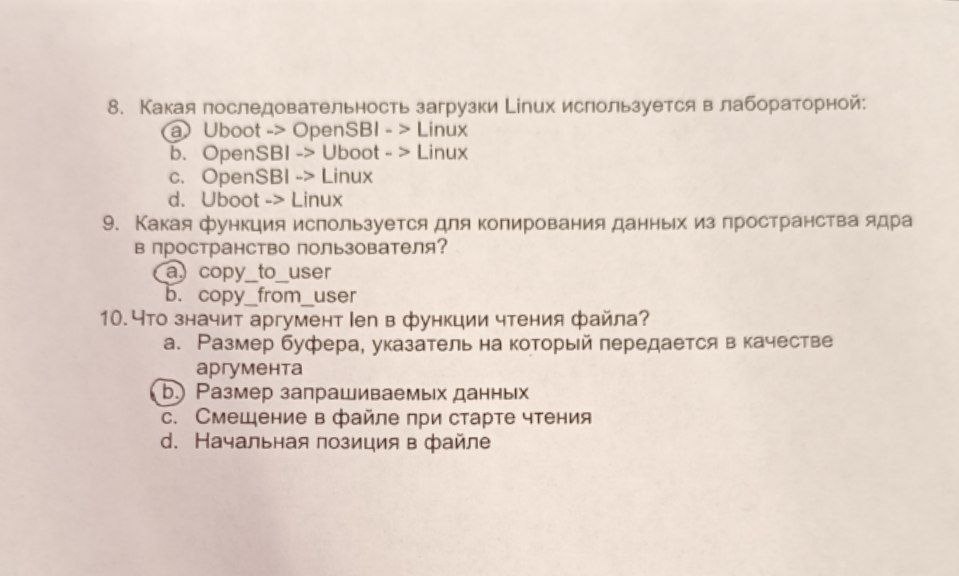 8. Какая последовательность загрузки Linux используется в лабораторной:
a. Uboot -> OpenSBI - > Linux
b. OpenSBI -> Uboot - > Linux
c. OpenSBI -> Linux
d. Uboot -> Linux
9. Какая функция используется для копирования данных из пространства ядра
в пространство пользователя?
a. copy_to_user
b. copy_from_user
10. Что значит аргумент len в функции чтения файла?
a. Размер буфера, указатель на который передается в качестве
аргумента
b. Размер запрашиваемых данных
c. Смещение в файле при старте чтения
d. Начальная позиция в файле